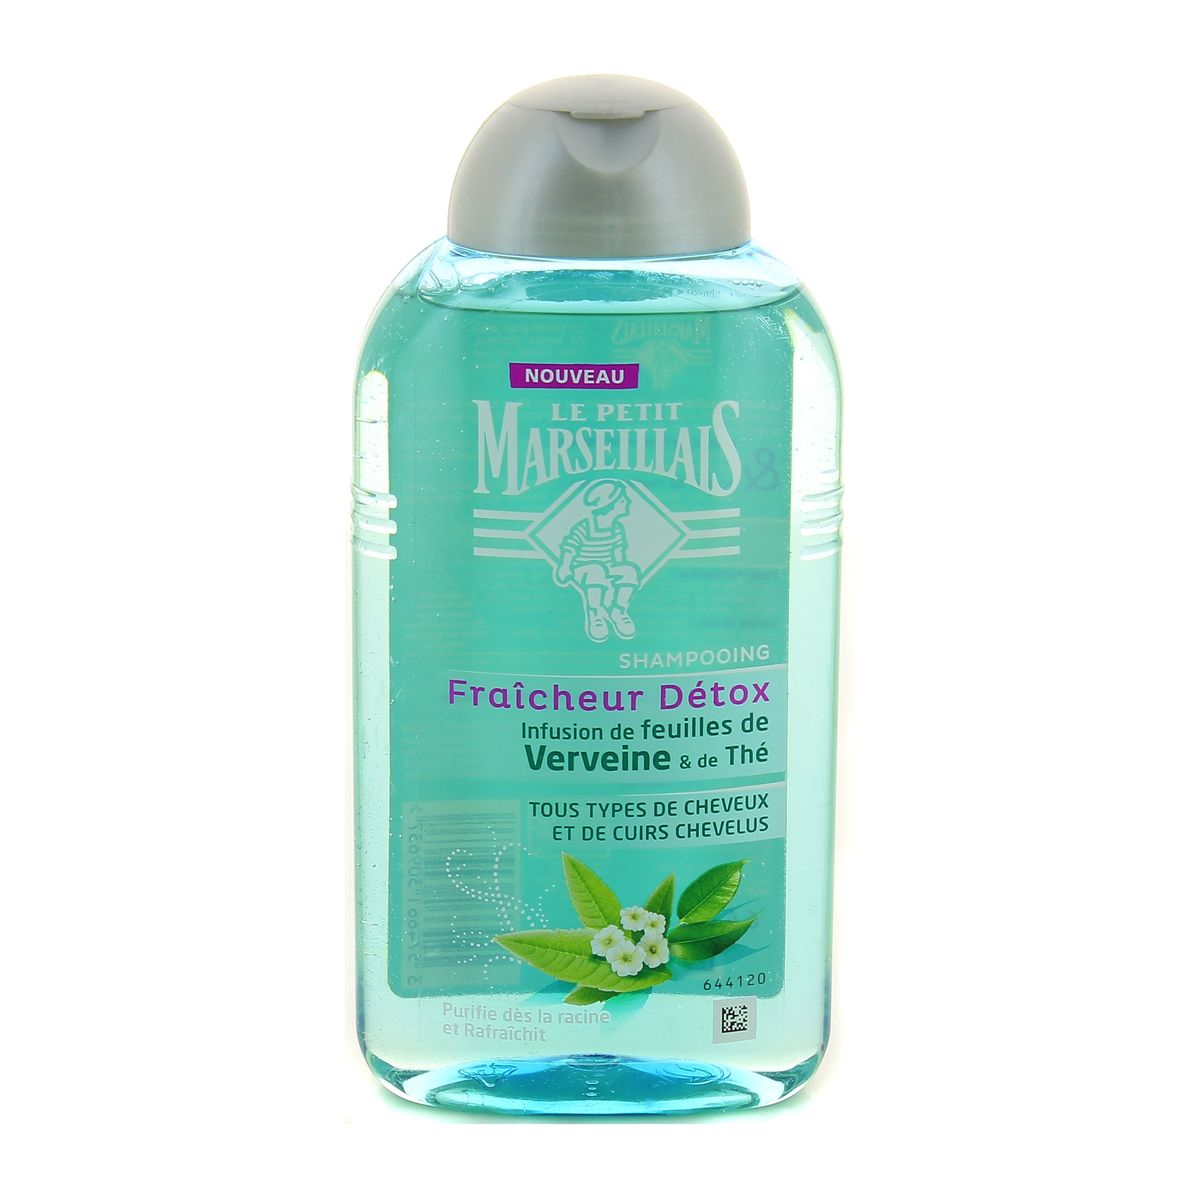 NOUVEAU
LE PETIT
MARSEILLAIS
SHAMPOOING
Fraîcheur Détox
Infusion de feuilles de
Verveine & de Thé
TOUS TYPES DE CHEVEUX
ET DE CUIRS CHEVELUS
644120
Purifie dès la racine
et Rafraîchit